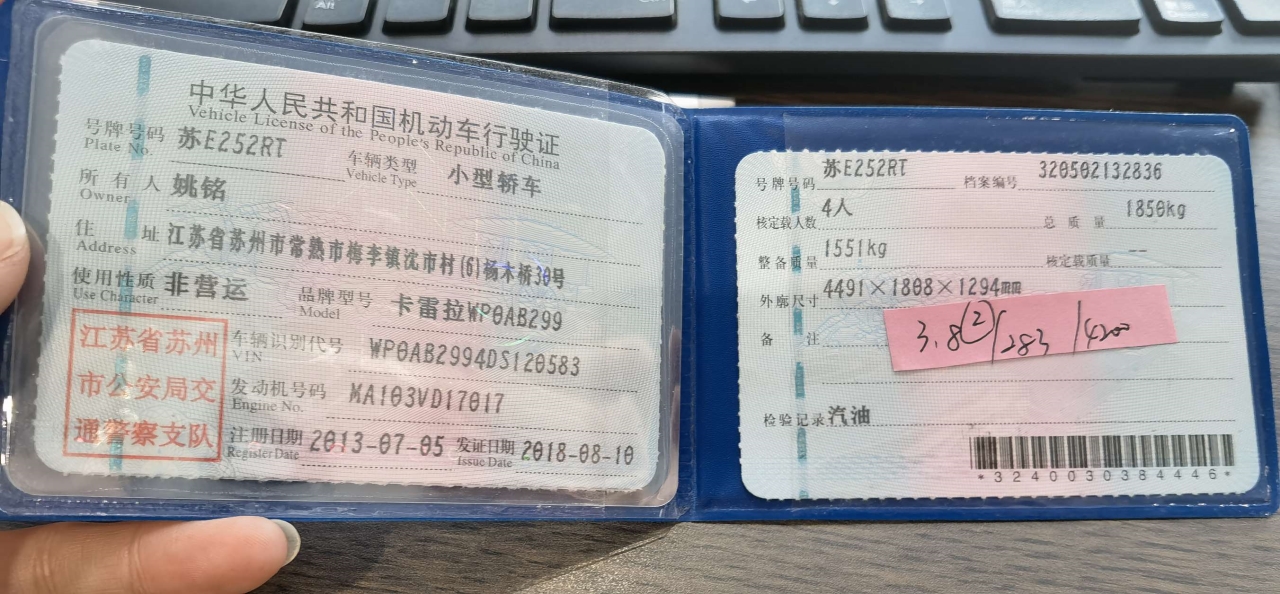 Alt
中华人民共和国机动车行驶证
Vehicle License of the People's Republic of China
号牌号码 苏E252RT 车辆类型 小型轿车
Plate No. Vehicle Type
所有人 姚铭
Owner
住址 江苏省苏州市常熟市梅李镇沈市村(6)杨木桥30号
Address
使用性质 非营运 品牌型号 卡雷拉WP0AB299
Use Character Model
江苏省苏州
市公安局交
通警察支队
车辆识别代号 WP0AB2994DS120583
VIN
发动机号码 MA103VD17017
Engine No.
注册日期 2013-07-05 发证日期 2018-08-10
Register Date Issue Date
号牌号码 苏E252RT 档案编号 320502132836
核定载人数 4人 总质量 1850kg
整备质量 1551kg 核定载质量 --
外廓尺寸 4491×1808×1294mm
备注
3.8(2)/283/4200
检验记录 汽油
*3240030384446*